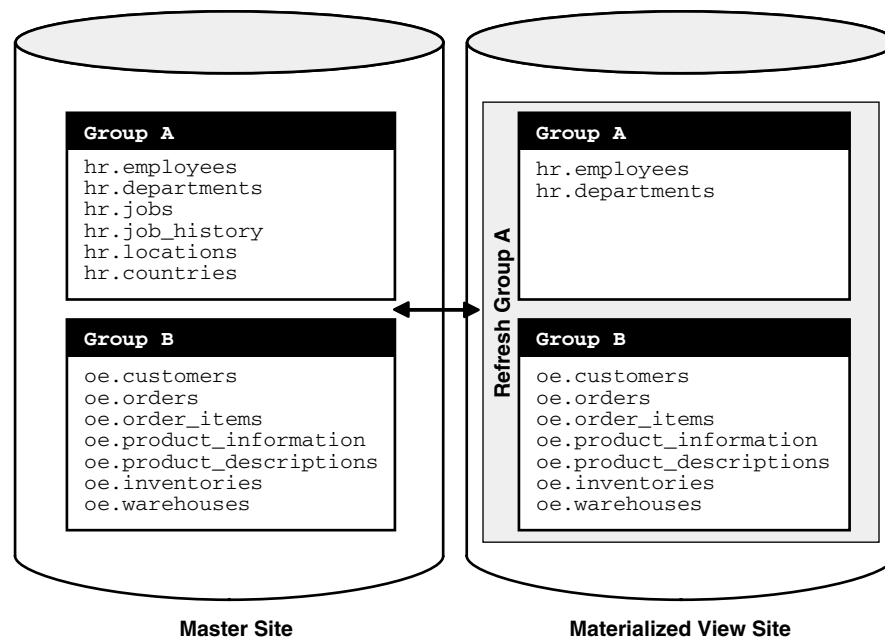 Group A
hr.employees
hr.departments
hr.jobs
hr.job_history
hr.locations
hr.countries
Group B
oe.customers
oe.orders
oe.order_items
oe.product_information
oe.product_descriptions
oe.inventories
oe.warehouses
Master Site
Refresh Group A
Group A
hr.employees
hr.departments
Group B
oe.customers
oe.orders
oe.order_items
oe.product_information
oe.product_descriptions
oe.inventories
oe.warehouses
Materialized View Site